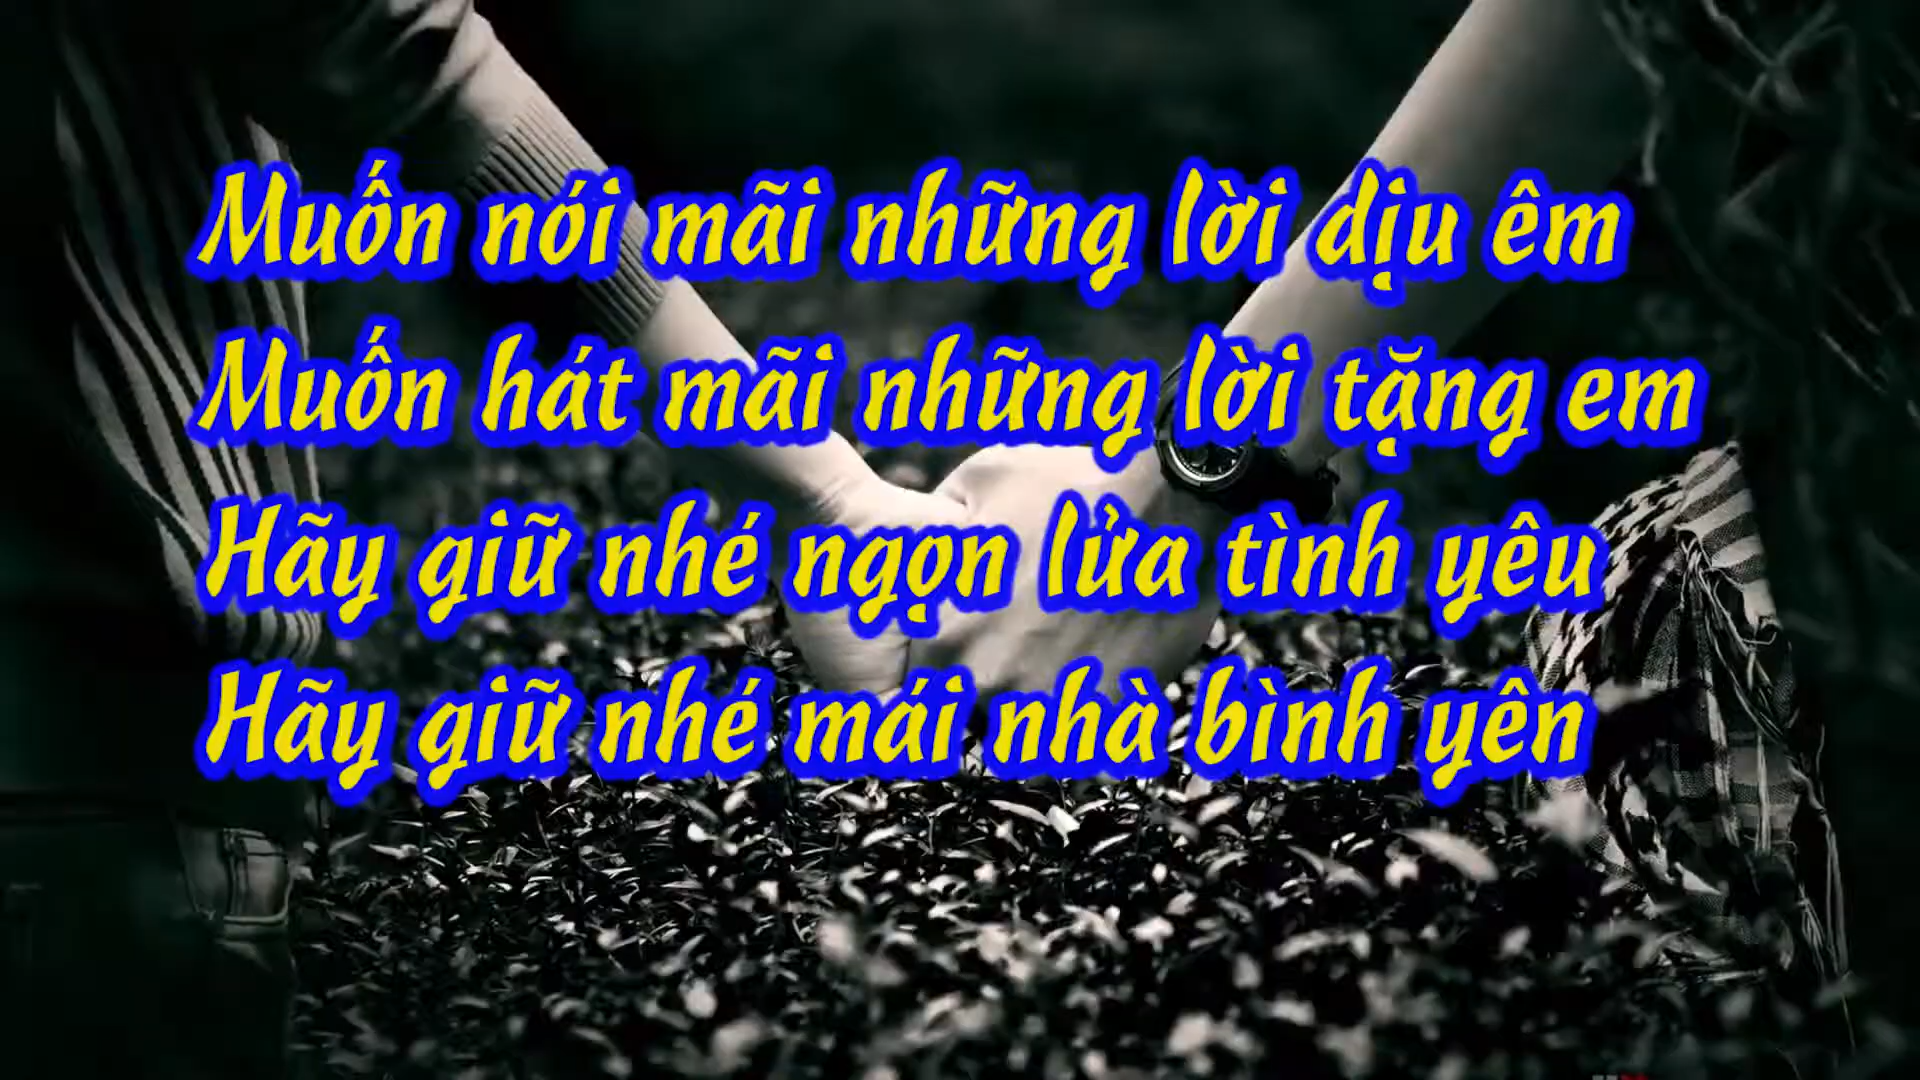 Muốn nói mãi những lời dịu êm
Muốn hát mãi những lời tặng em
Hãy giữ nhé ngọn lửa tình yêu
Hãy giữ nhé mái nhà bình yên